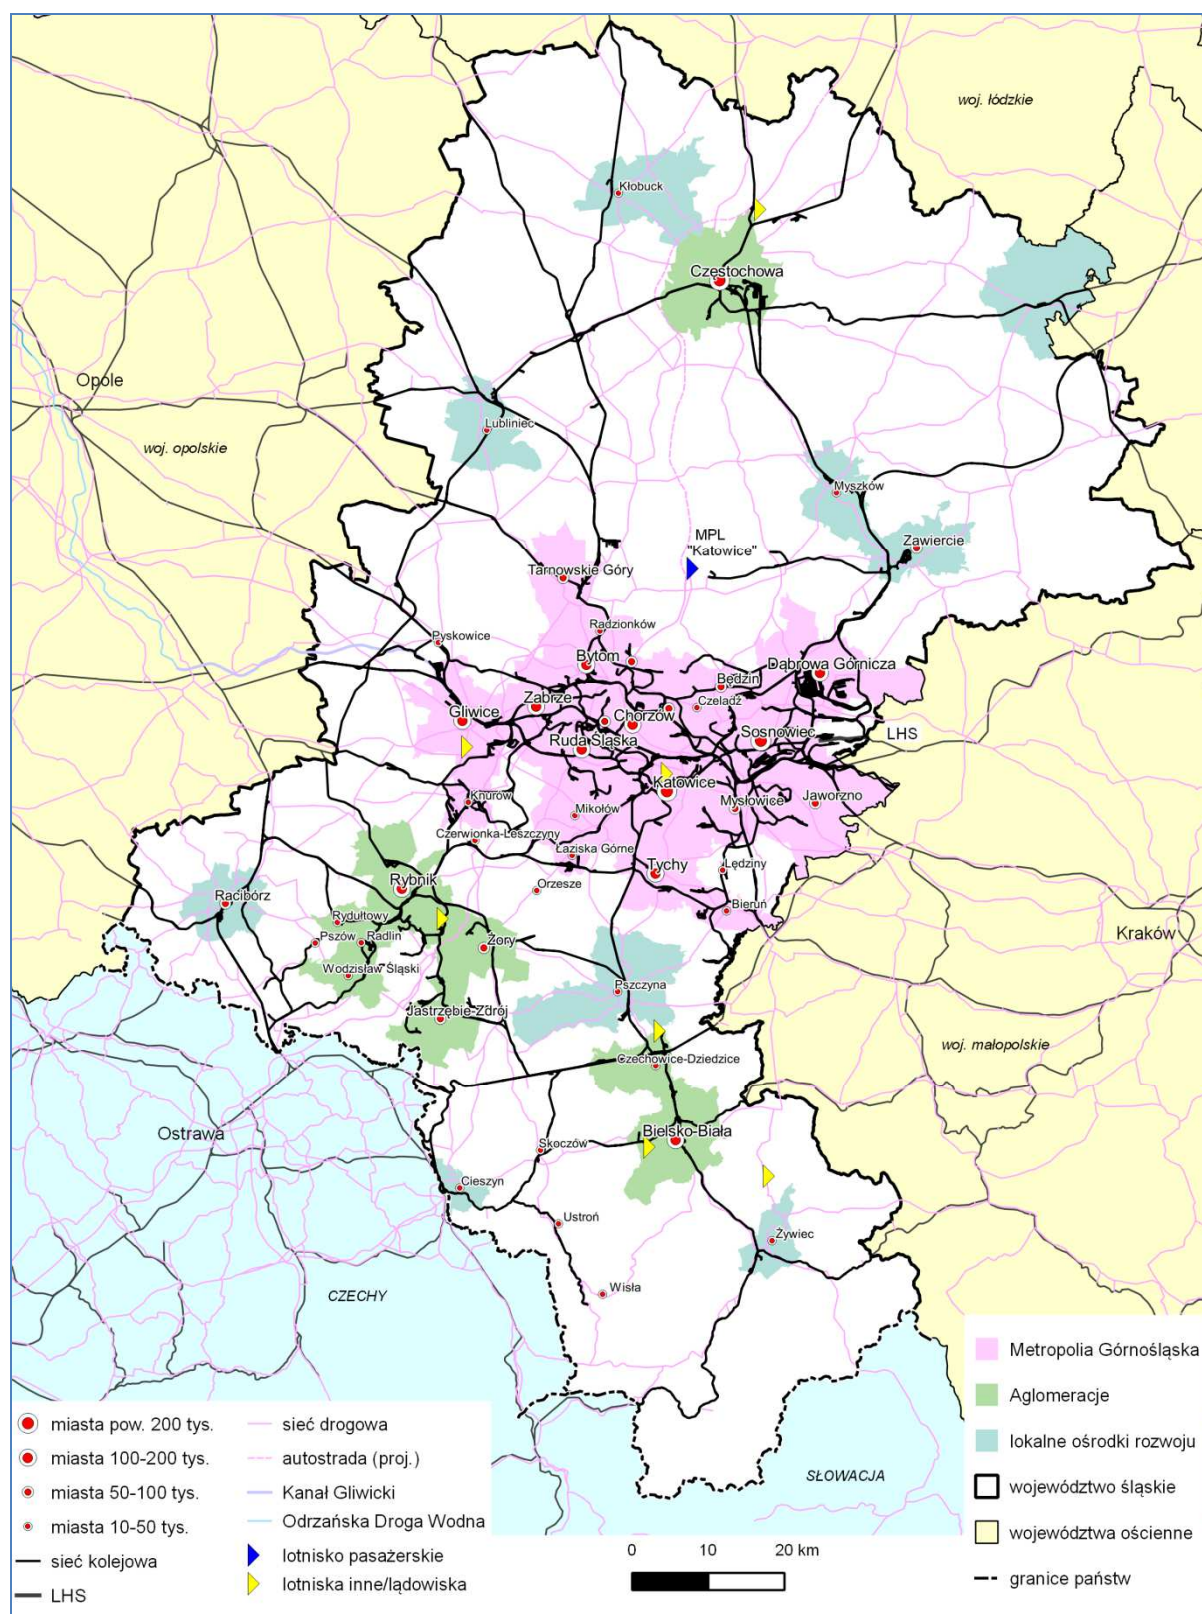 woj. łódzkie
Kłobuck
Częstochowa
Opole
Lubliniec
woj. opolskie
Myszków
MPL
"Katowice"
Zawiercie
Tarnowskie Góry
Radzionków
Pyskowice
Bytom
Dąbrowa Górnicza
Będzin
Zabrze
Czeladź
Gliwice
Chorzów
Sosnowiec
LHS
Ruda Śląska
Katowice
Knurów
Mysłowice
Jaworzno
Mikołów
Czerwionka-Leszczyny
Łaziska Górne
Tychy
Lędziny
Rybnik
Orzesze
Racibórz
Bieruń
Rydułtowy
Kraków
Pszów
Radlin
Żory
Wodzisław Śląski
Pszczyna
Jastrzębie-Zdrój
woj. małopolskie
Czechowice-Dziedzice
Ostrawa
Bielsko-Biała
Skoczów
Cieszyn
Ustroń
Żywiec
Wisła
CZECHY
SŁOWACJA
miasta pow. 200 tys.
miasta 100-200 tys.
miasta 50-100 tys.
miasta 10-50 tys.
sieć kolejowa
LHS
sieć drogowa
autostrada (proj.)
Kanał Gliwicki
Odrzańska Droga Wodna
lotnisko pasażerskie
lotniska inne/lądowiska
0 10 20 km
Metropolia Górnośląska
Aglomeracje
lokalne ośrodki rozwoju
województwo śląskie
województwa ościenne
granice państw